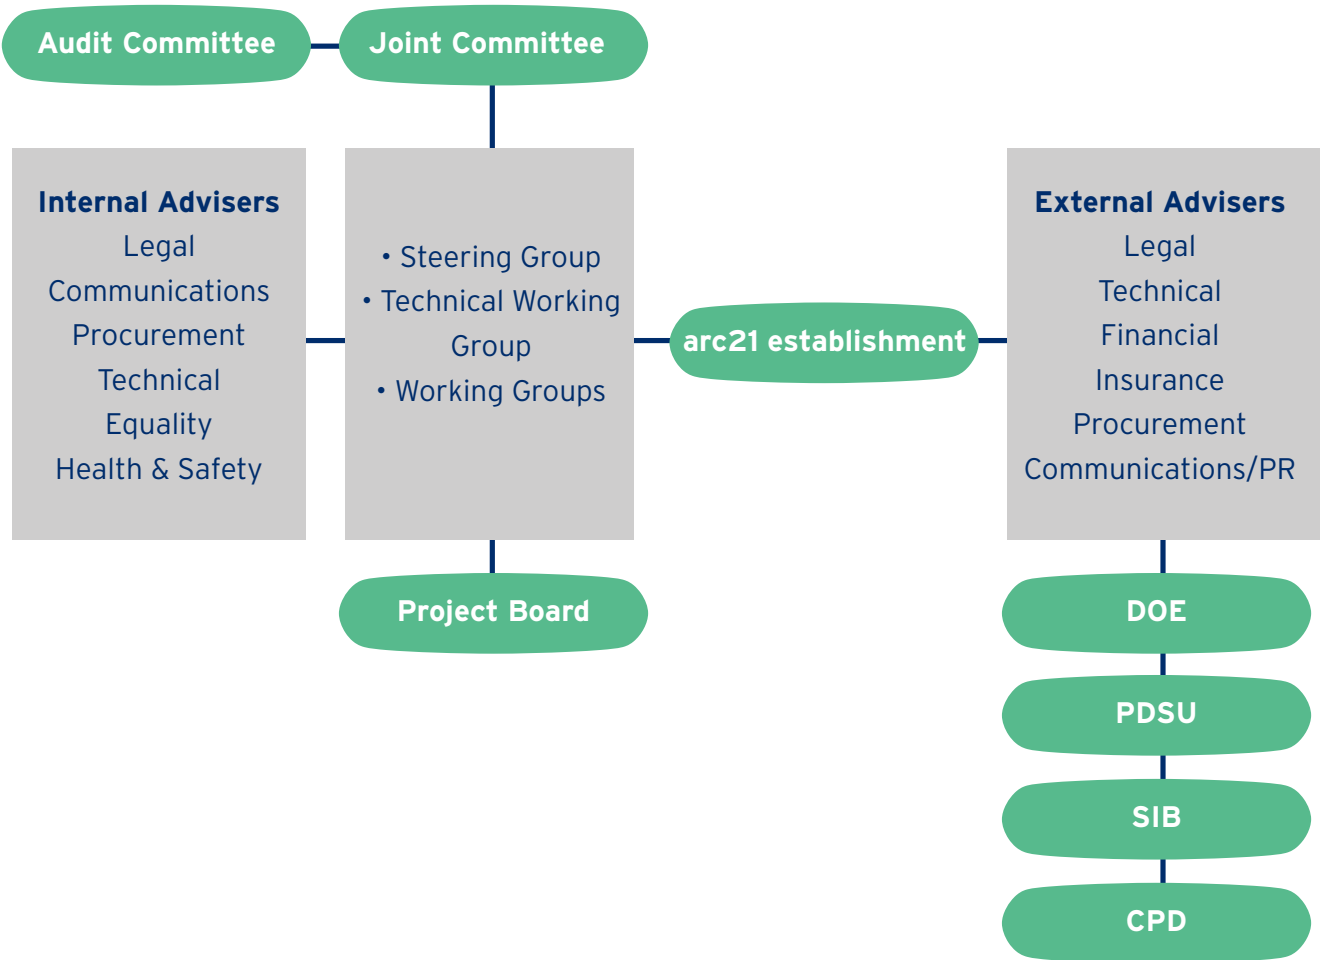 Audit Committee
Joint Committee
Internal Advisers
Legal
Communications
Procurement
Technical
Equality
Health & Safety
• Steering Group
• Technical Working
Group
• Working Groups
arc21 establishment
External Advisers
Legal
Technical
Financial
Insurance
Procurement
Communications/PR
Project Board
DOE
PDSU
SIB
CPD